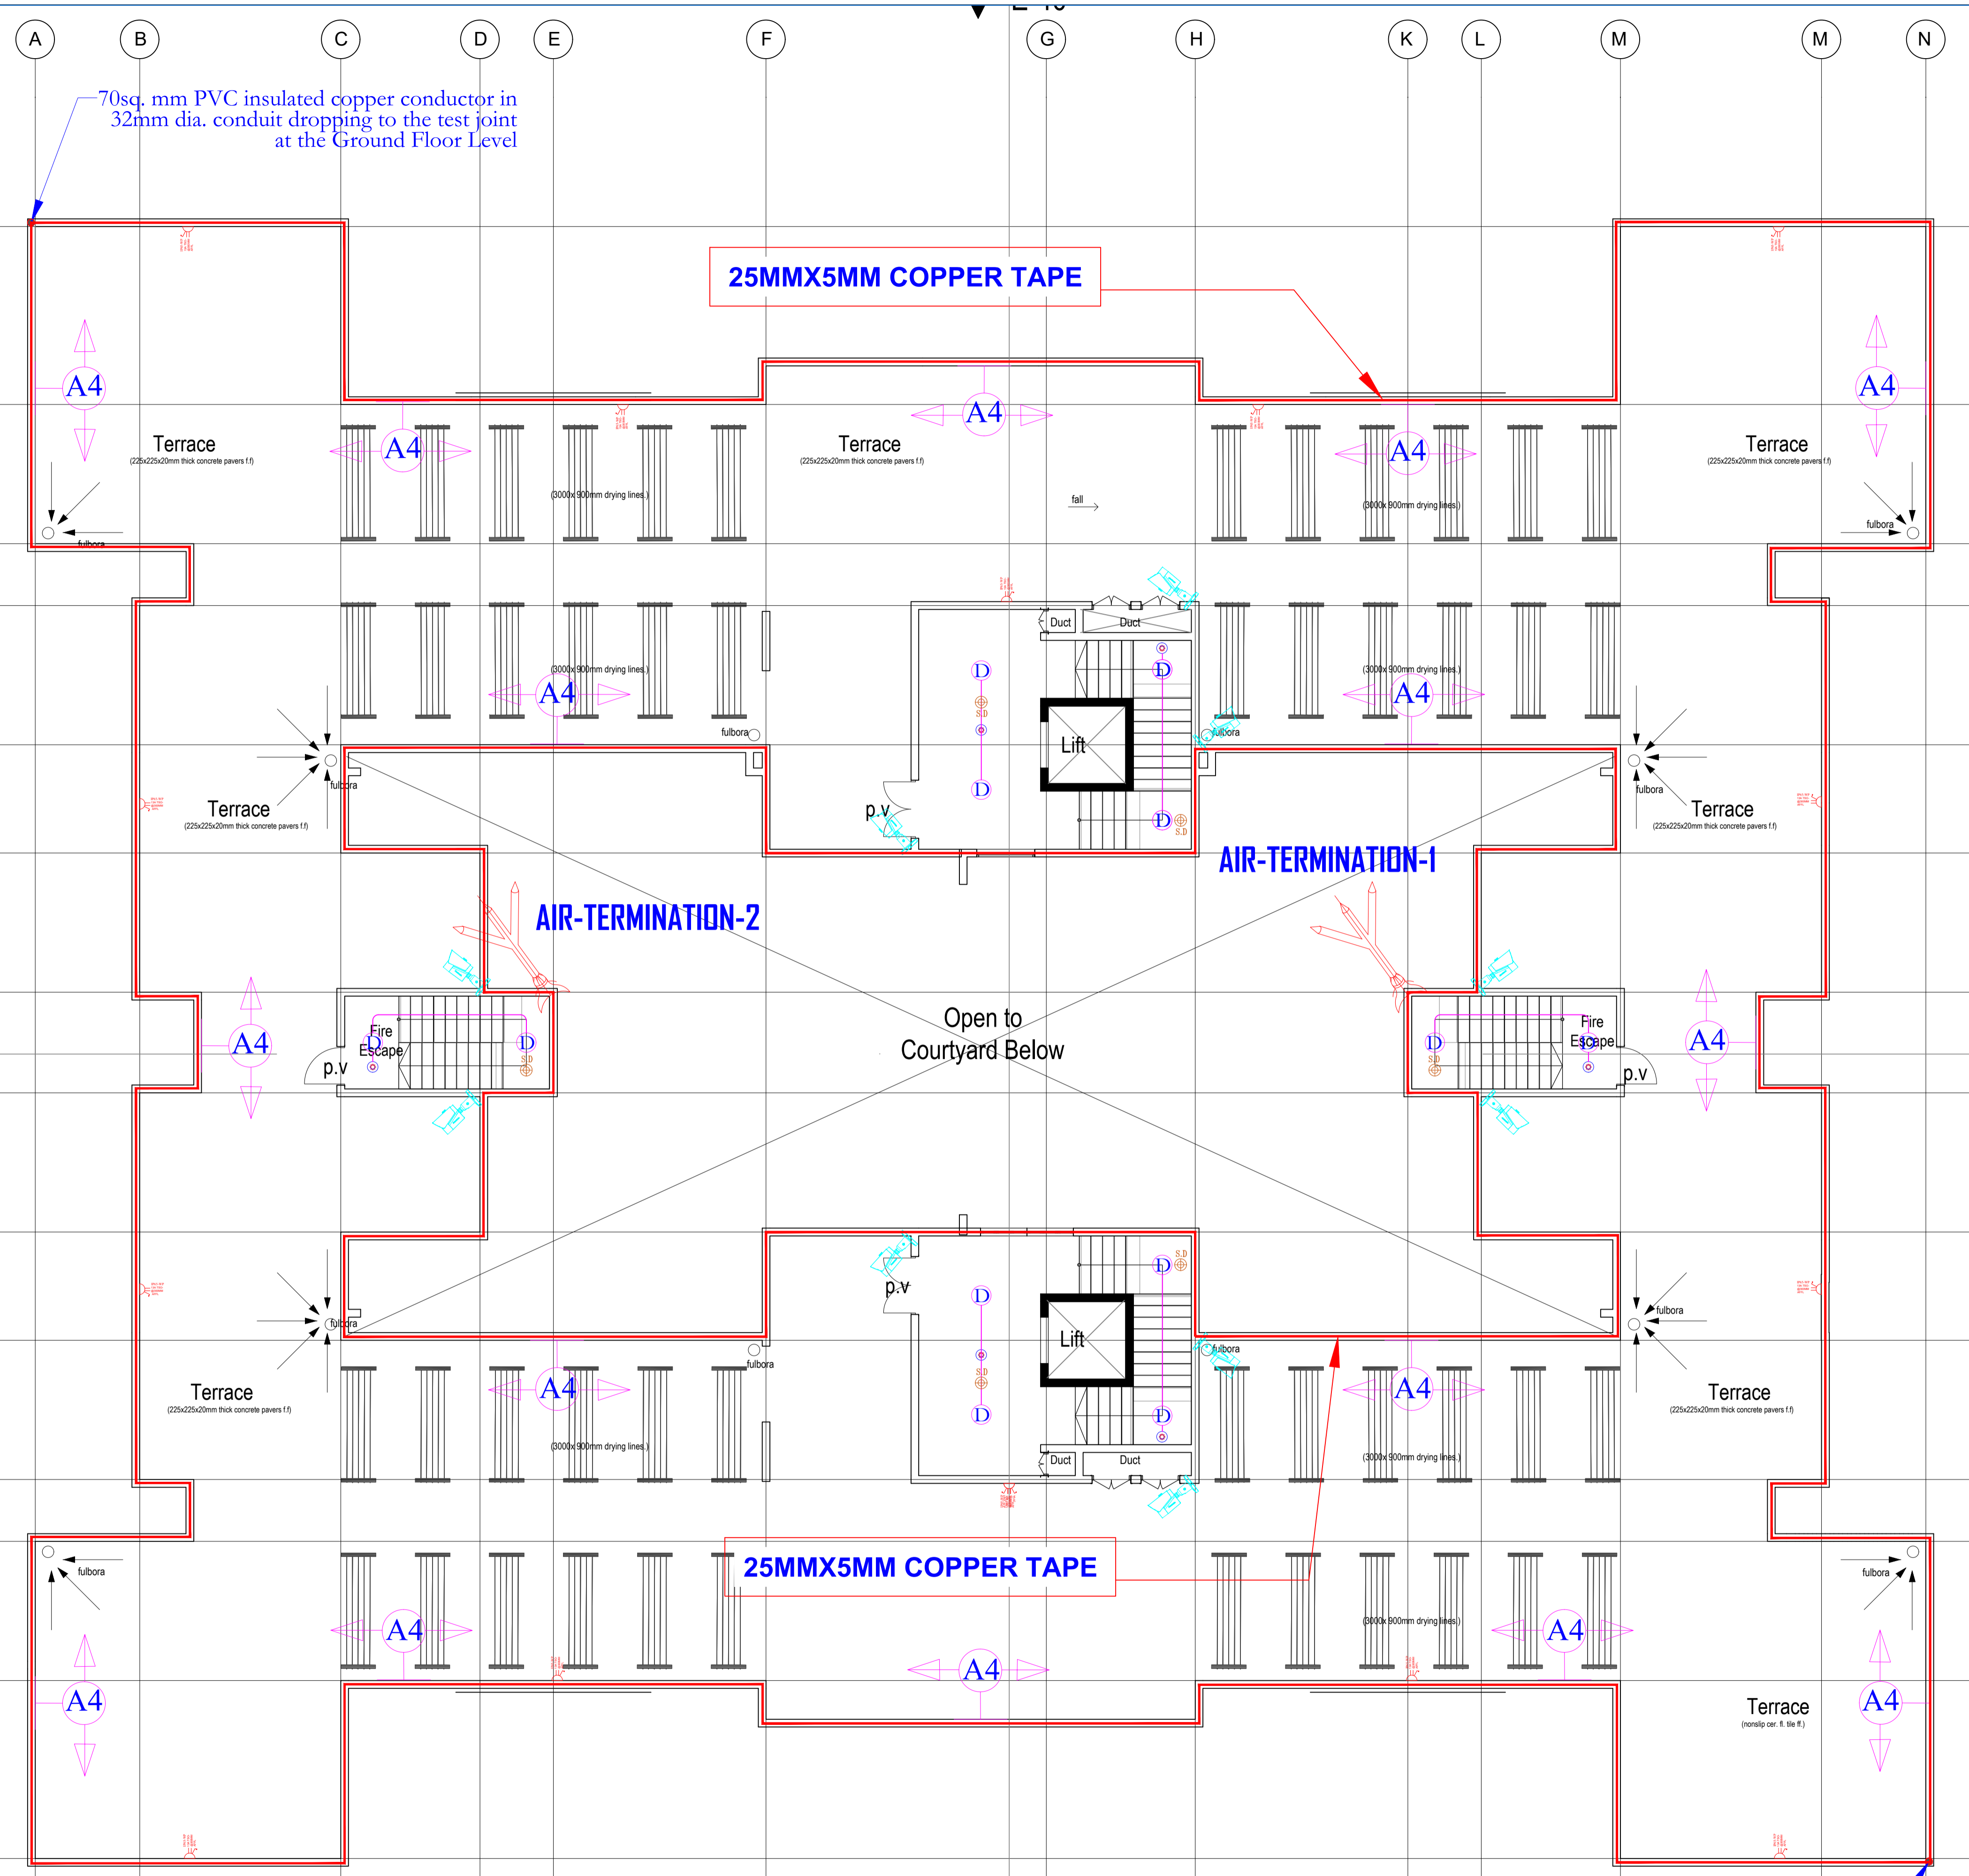 A B C D E F G H K L M M N
70sq. mm PVC insulated copper conductor in
32mm dia. conduit dropping to the test joint
at the Ground Floor Level
25MMX5MM COPPER TAPE
A4
A4
A4
A4
A4
Terrace
(225x225x20mm thick concrete pavers f.f)
Terrace
(225x225x20mm thick concrete pavers f.f)
Terrace
(225x225x20mm thick concrete pavers f.f)
(3000x 900mm drying lines.)
fall
(3000x 900mm drying lines.)
fulbora
fulbora
Duct
Duct
(3000x 900mm drying lines.)
(3000x 900mm drying lines.)
D
D
A4
A4
S.D
fulbora
fulbora
Lift
fulbora
fulbora
D
Terrace
(225x225x20mm thick concrete pavers f.f)
p.v
D
S.D
Terrace
(225x225x20mm thick concrete pavers f.f)
AIR-TERMINATION-1
AIR-TERMINATION-2
Open to
Courtyard Below
Fire
Escape
D
D
S.D
p.v
A4
Fire
Escape
D
D
S.D
p.v
A4
S.D
D
p.v
D
fulbora
fulbora
Lift
fulbora
fulbora
S.D
D
D
A4
A4
Terrace
(225x225x20mm thick concrete pavers f.f)
Terrace
(225x225x20mm thick concrete pavers f.f)
(3000x 900mm drying lines.)
(3000x 900mm drying lines.)
Duct
Duct
fulbora
25MMX5MM COPPER TAPE
fulbora
(3000x 900mm drying lines.)
A4
A4
A4
A4
A4
Terrace
(nonslip cer. fl. tile ff.)